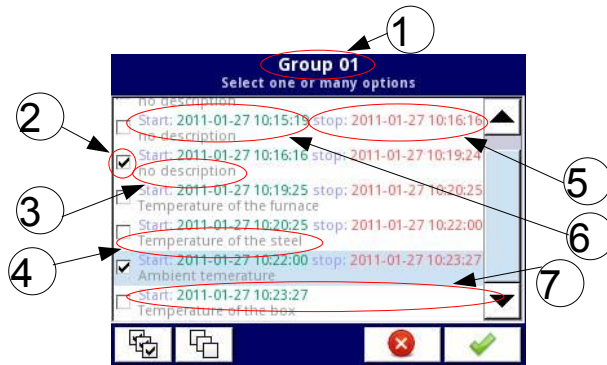 1
Group 01
Select one or many options
no description
Start: 2011-01-27 10:15:19 stop: 2011-01-27 10:16:16
no description
2
Start: 2011-01-27 10:16:16 stop: 2011-01-27 10:19:24
no description
5
3
Start: 2011-01-27 10:19:25 stop: 2011-01-27 10:20:25
Temperature of the furnace
6
Start: 2011-01-27 10:20:25 stop: 2011-01-27 10:22:00
Temperature of the steel
4
Start: 2011-01-27 10:22:00 stop: 2011-01-27 10:23:27
Ambient temerature
7
Start: 2011-01-27 10:23:27
Temperature of the box